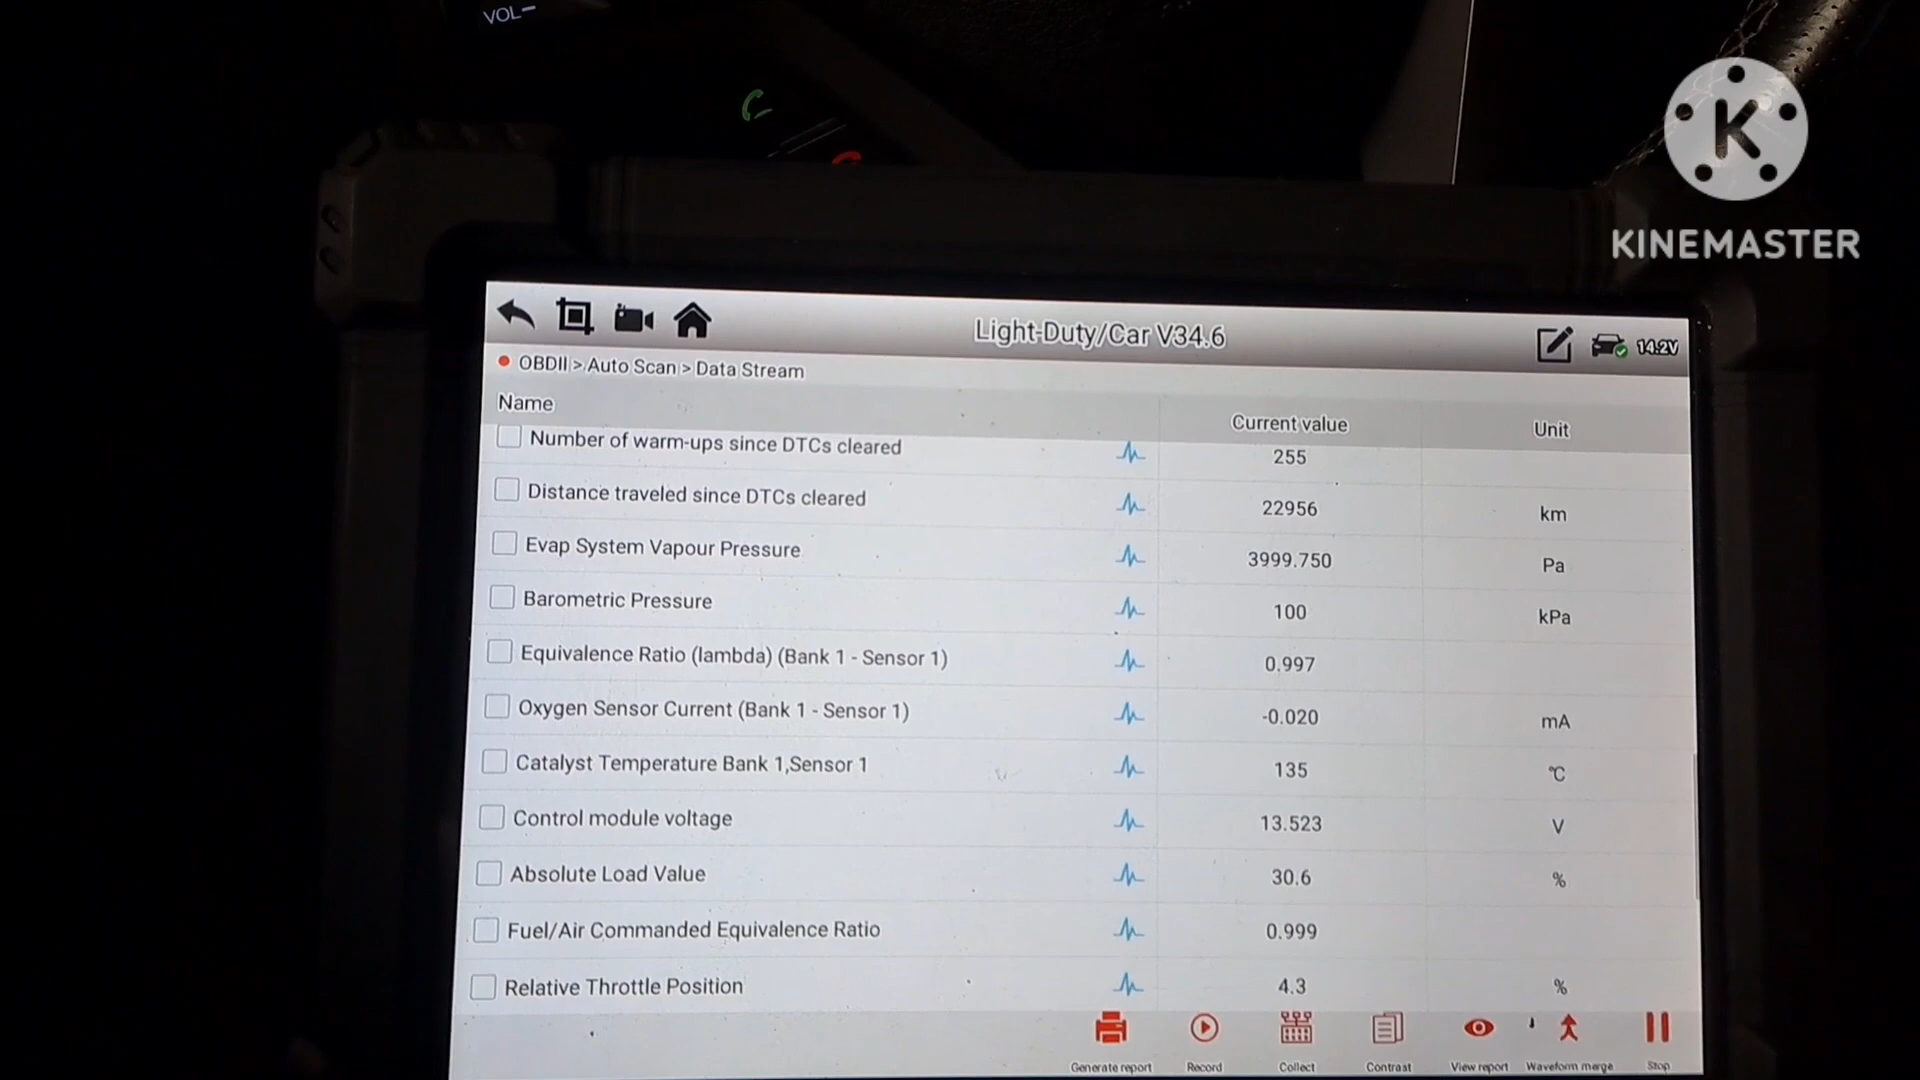 VOL-
K
KINEMASTER
Light-Duty/Car V34.6
14.2V
OBDII > Auto Scan > Data Stream
Name Current value Unit
Number of warm-ups since DTCs cleared 255
Distance traveled since DTCs cleared 22956 km
Evap System Vapour Pressure 3999.750 Pa
Barometric Pressure 100 kPa
Equivalence Ratio (lambda) (Bank 1 - Sensor 1) 0.997
Oxygen Sensor Current (Bank 1 - Sensor 1) -0.020 mA
Catalyst Temperature Bank 1,Sensor 1 135 ℃
Control module voltage 13.523 V
Absolute Load Value 30.6 %
Fuel/Air Commanded Equivalence Ratio 0.999
Relative Throttle Position 4.3 %
Generate report Record Collect Contrast View report Waveform merge Stop